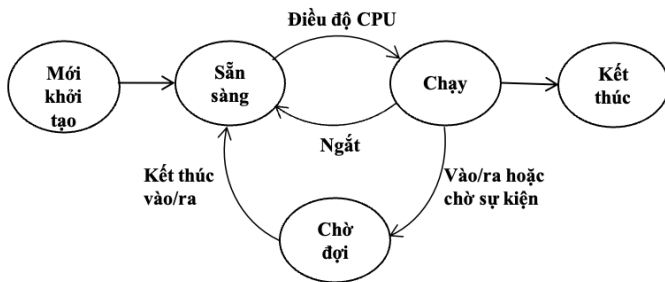 Điều độ CPU
Mới
khởi
tạo
Sẵn
sàng
Chạy
Kết
thúc
Ngắt
Kết thúc
vào/ra
Vào/ra hoặc
chờ sự kiện
Chờ
đợi